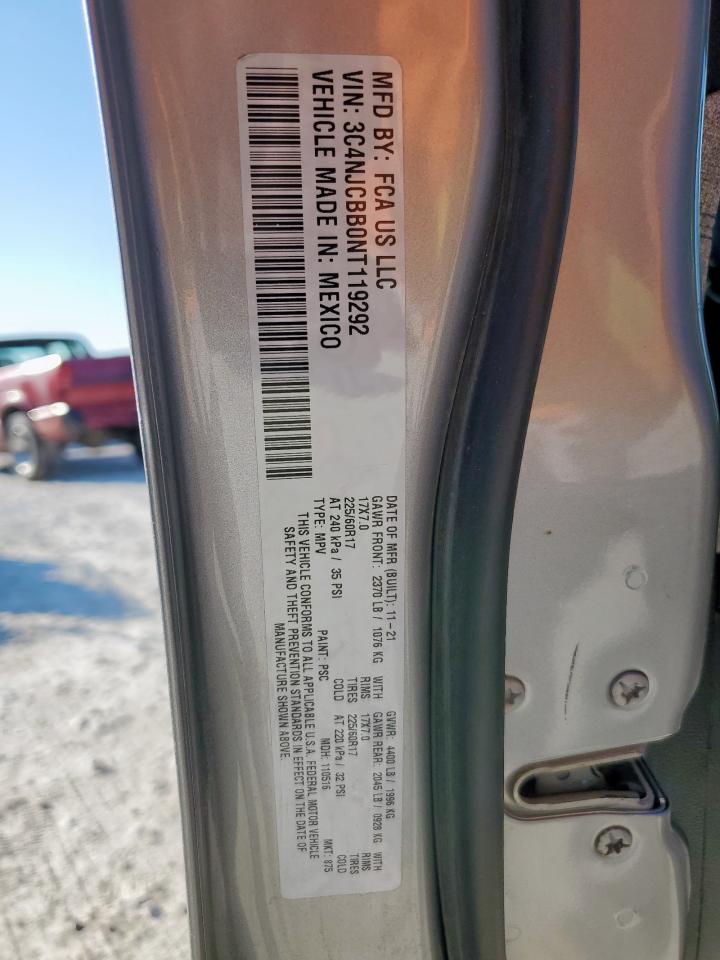 MFD BY: FCA US LLC
VIN: 3C4NJCBB0NT119292
VEHICLE MADE IN: MEXICO
DATE OF MFR (BUILT): 11-21 GVWR: 4400 LB / 1996 KG
GAWR FRONT: 2370 LB / 1076 KG WITH GAWR REAR: 2045 LB / 0928 KG WITH
17X7.0 RIMS 17X7.0 RIMS
225/60R17 TIRES 225/60R17 TIRES
AT 240 kPa / 35 PSI COLD AT 220 kPa / 32 PSI COLD
TYPE: MPV PAINT: PSC MDH: 110516 MKT: 875
THIS VEHICLE CONFORMS TO ALL APPLICABLE U.S.A. FEDERAL MOTOR VEHICLE
SAFETY AND THEFT PREVENTION STANDARDS IN EFFECT ON THE DATE OF
MANUFACTURE SHOWN ABOVE.